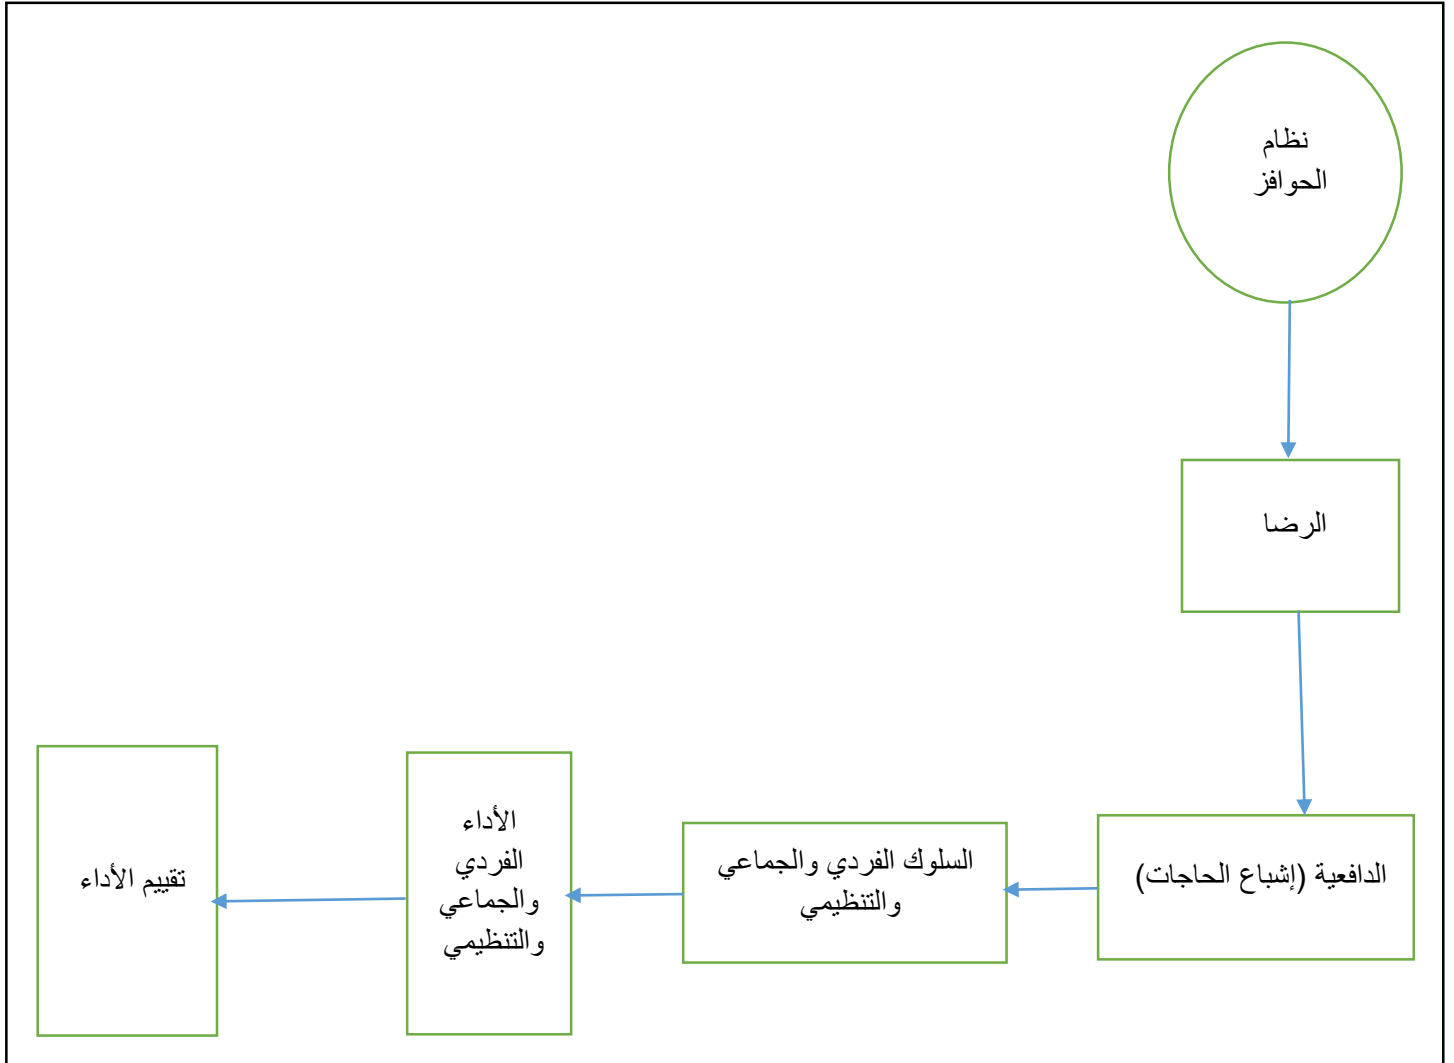 نظام
الحوافز
الرضا
الدافعية (إشباع الحاجات)
السلوك الفردي والجماعي
والتنظيمي
الأداء
الفردي
والجماعي
والتنظيمي
تقييم الأداء